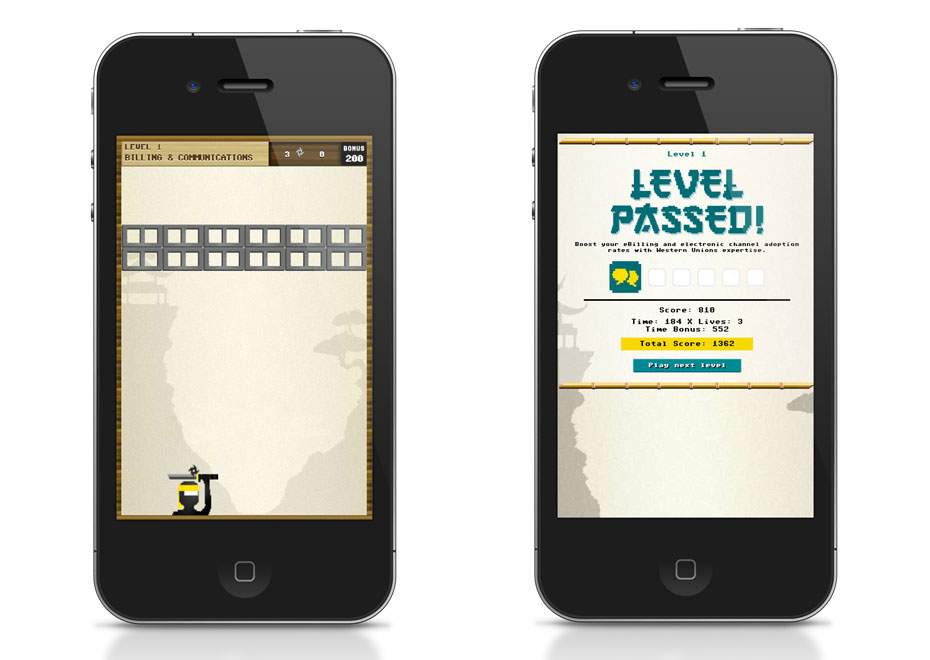 LEVEL 1
BILLING & COMMUNICATIONS
3 0
BONUS
200
Level 1
LEVEL
PASSED!
Boost your eBilling and electronic channel adoption
rates with Western Unions expertise.
Score: 810
Time: 184 X Lives: 3
Time Bonus: 552
Total Score: 1362
Play next level